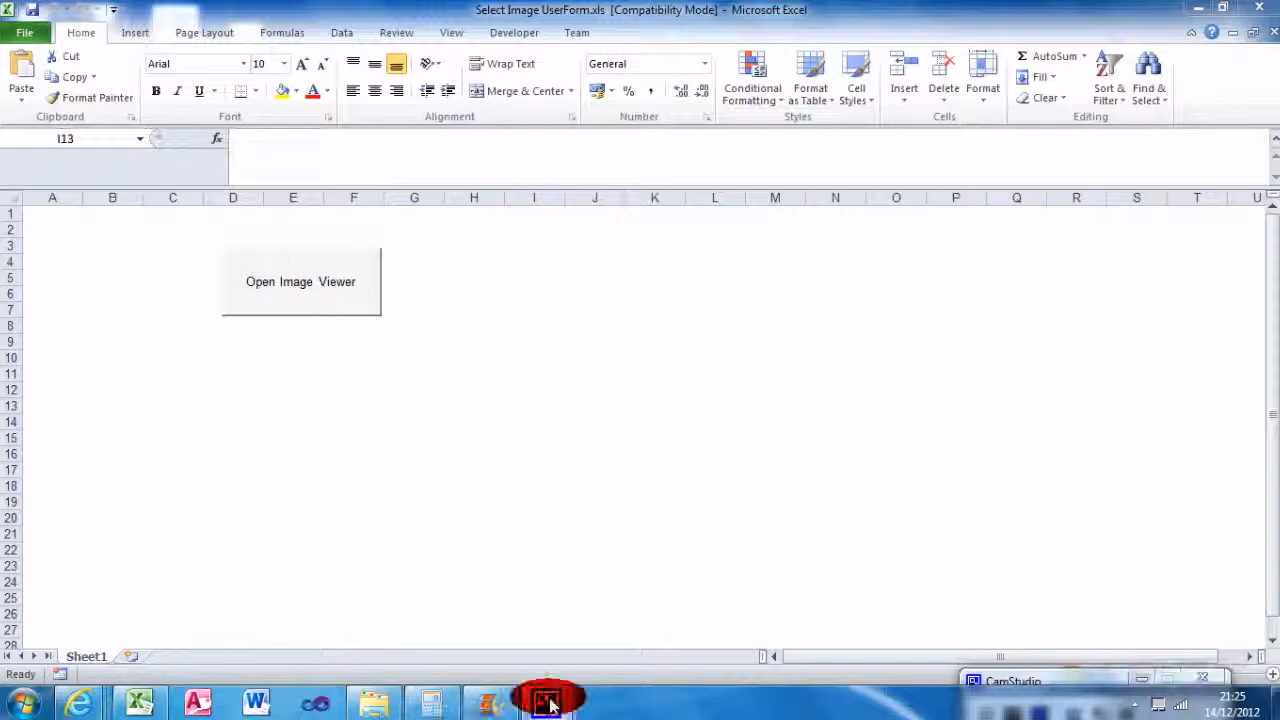 Select Image UserForm.xls [Compatibility Mode] - Microsoft Excel
File Home Insert Page Layout Formulas Data Review View Developer Team
Paste
Cut
Copy
Format Painter
Clipboard
Arial 10
B I U
Font
Wrap Text
Merge & Center
Alignment
General
%
Number
Conditional Formatting
Format as Table
Cell Styles
Styles
Insert
Delete
Format
Cells
AutoSum
Fill
Clear
Sort & Filter
Find & Select
Editing
I13 fx
A B C D E F G H I J K L M N O P Q R S T U
1
2
3
4
5
6
7
8
9
10
11
12
13
14
15
16
17
18
19
20
21
22
23
24
25
26
27
28
Open Image Viewer
Sheet1
Ready
CamStudio
21:25
14/12/2012